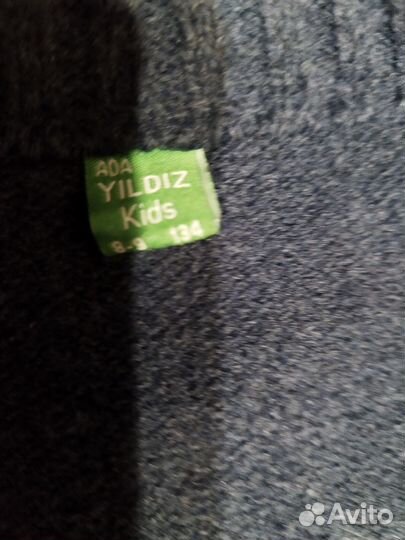 ADA
YILDIZ
Kids
8-9 134
Avito